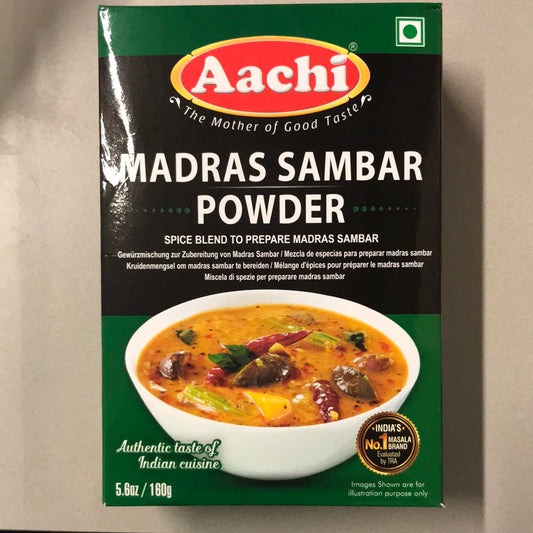 Aachi®
The Mother of Good Taste
MADRAS SAMBAR
POWDER
SPICE BLEND TO PREPARE MADRAS SAMBAR
Gewürzmischung zur Zubereitung von Madras Sambar / Mezcla de especias para preparar madras sambar
Kruidenmengsel om madras sambar te bereiden / Mélange d'épices pour préparer le madras sambar
Miscela di spezie per preparare madras sambar
Authentic taste of
Indian cuisine
5.6oz / 160g
INDIA'S
No.1 MASALA
BRAND
Evaluated
by TRA
Images Shown are for
illustration purpose only